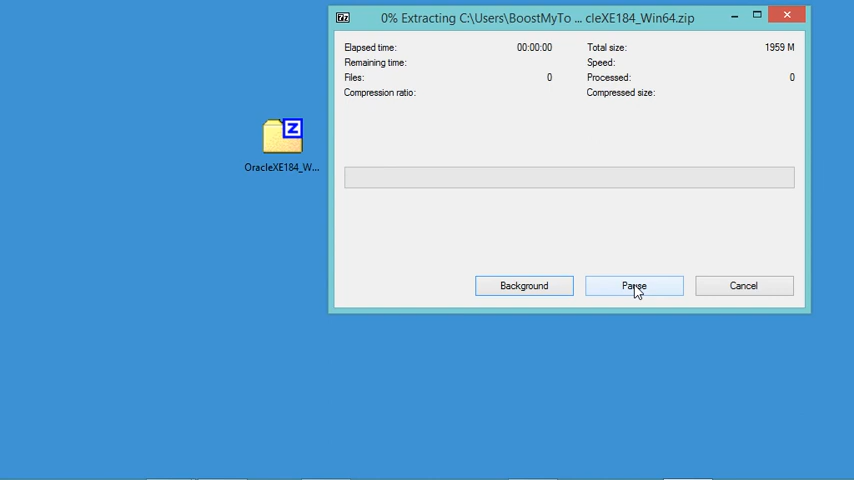 0% Extracting C:\Users\BoostMyTo ... cleXE184_Win64.zip
Elapsed time: 00:00:00 Total size: 1959 M
Remaining time: Speed:
Files: 0 Processed: 0
Compression ratio: Compressed size:
OracleXE184_W...
Background Pause Cancel